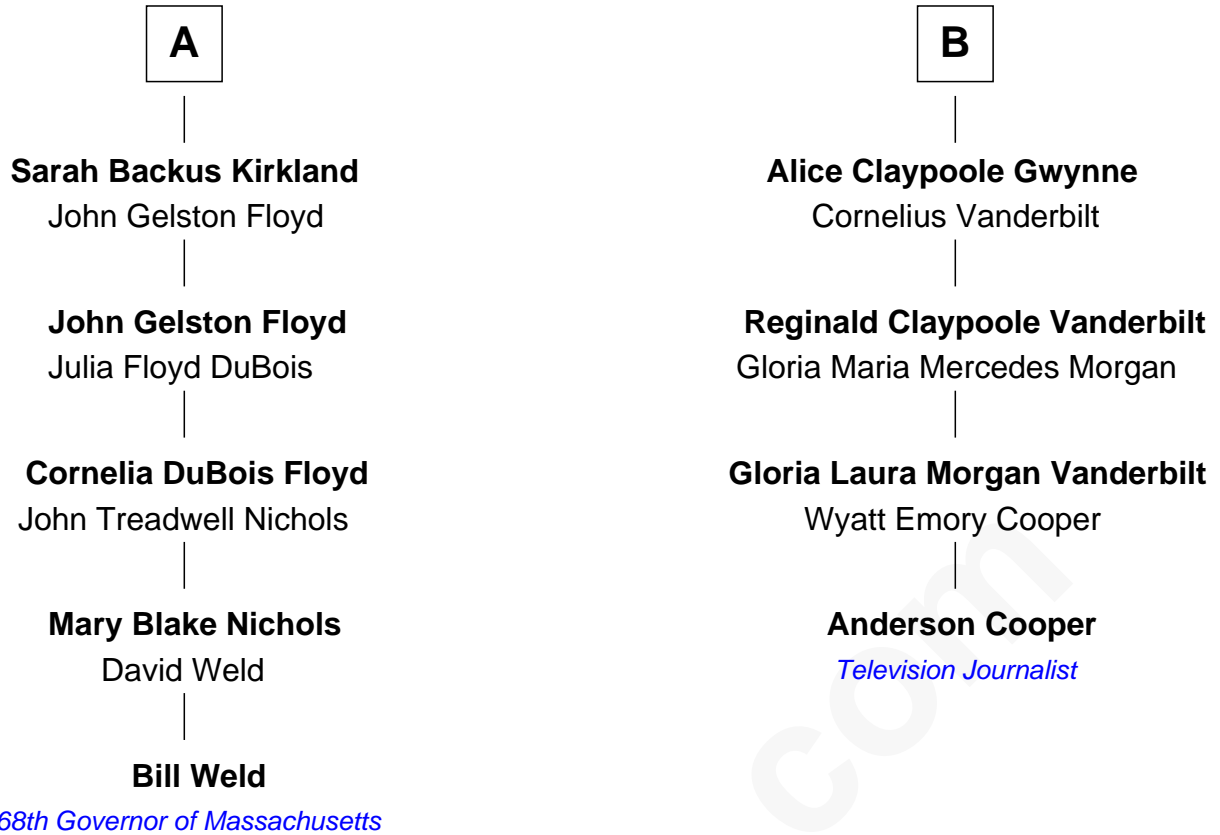 A
Sarah Backus Kirkland
John Gelston Floyd
John Gelston Floyd
Julia Floyd DuBois
Cornelia DuBois Floyd
John Treadwell Nichols
Mary Blake Nichols
David Weld
Bill Weld
68th Governor of Massachusetts
B
Alice Claypoole Gwynne
Cornelius Vanderbilt
Reginald Claypoole Vanderbilt
Gloria Maria Mercedes Morgan
Gloria Laura Morgan Vanderbilt
Wyatt Emory Cooper
Anderson Cooper
Television Journalist
com